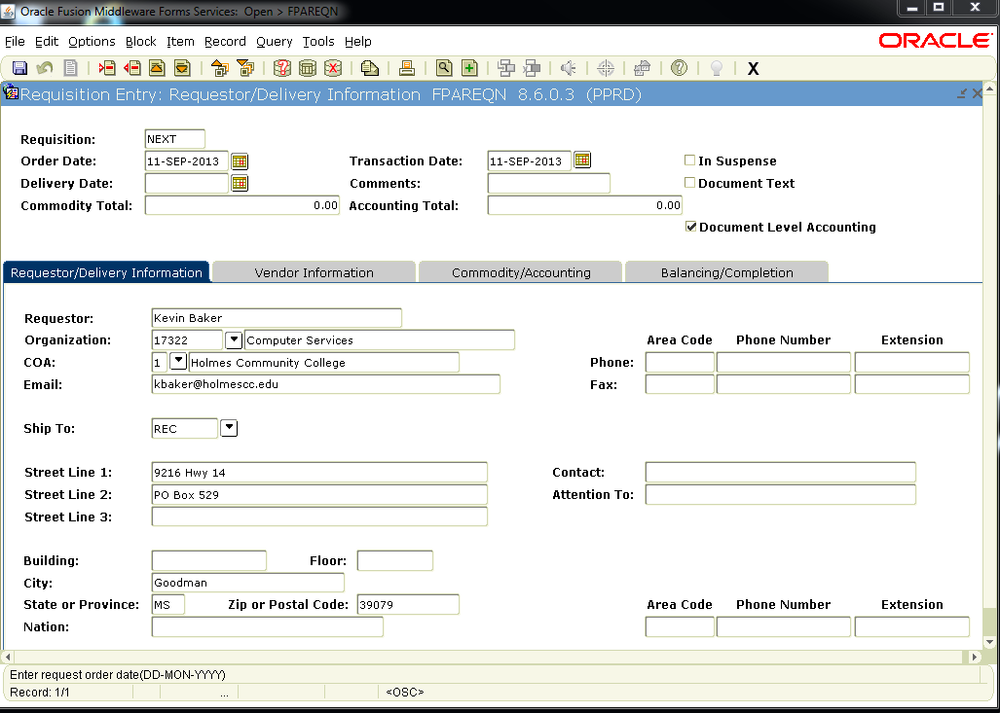 Oracle Fusion Middleware Forms Services:  Open > FPAREQN
File Edit Options Block Item Record Query Tools Help
ORACLE
X
Requisition Entry: Requestor/Delivery Information  FPAREQN  8.6.0.3  (PPRD)
Requisition: NEXT
Order Date: 11-SEP-2013 Transaction Date: 11-SEP-2013 In Suspense
Delivery Date: Comments: Document Text
Commodity Total: 0.00 Accounting Total: 0.00
Document Level Accounting
Requestor/Delivery Information Vendor Information Commodity/Accounting Balancing/Completion
Requestor: Kevin Baker
Organization: 17322 Computer Services Area Code Phone Number Extension
COA: 1 Holmes Community College Phone:
Email: kbaker@holmescc.edu Fax:
Ship To: REC
Street Line 1: 9216 Hwy 14 Contact:
Street Line 2: PO Box 529 Attention To:
Street Line 3:
Building: Floor:
City: Goodman
State or Province: MS Zip or Postal Code: 39079 Area Code Phone Number Extension
Nation:
Enter request order date(DD-MON-YYYY)
Record: 1/1 ... <OSC>